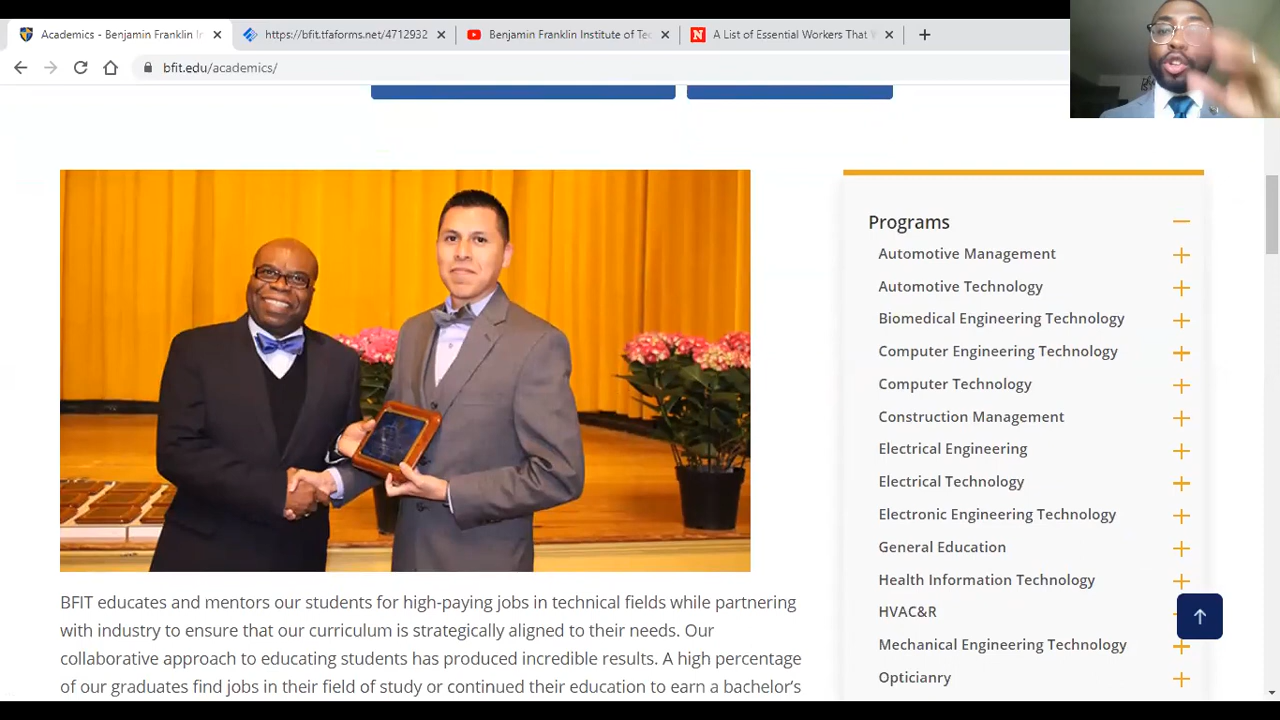 Academics - Benjamin Franklin In
https://bfit.tfaforms.net/4712932
Benjamin Franklin Institute of Tec
A List of Essential Workers That
bfit.edu/academics/
Programs
Automotive Management
Automotive Technology
Biomedical Engineering Technology
Computer Engineering Technology
Computer Technology
Construction Management
Electrical Engineering
Electrical Technology
Electronic Engineering Technology
General Education
Health Information Technology
HVAC&R
Mechanical Engineering Technology
Opticianry
BFIT educates and mentors our students for high-paying jobs in technical fields while partnering
with industry to ensure that our curriculum is strategically aligned to their needs. Our
collaborative approach to educating students has produced incredible results. A high percentage
of our graduates find jobs in their field of study or continued their education to earn a bachelor's